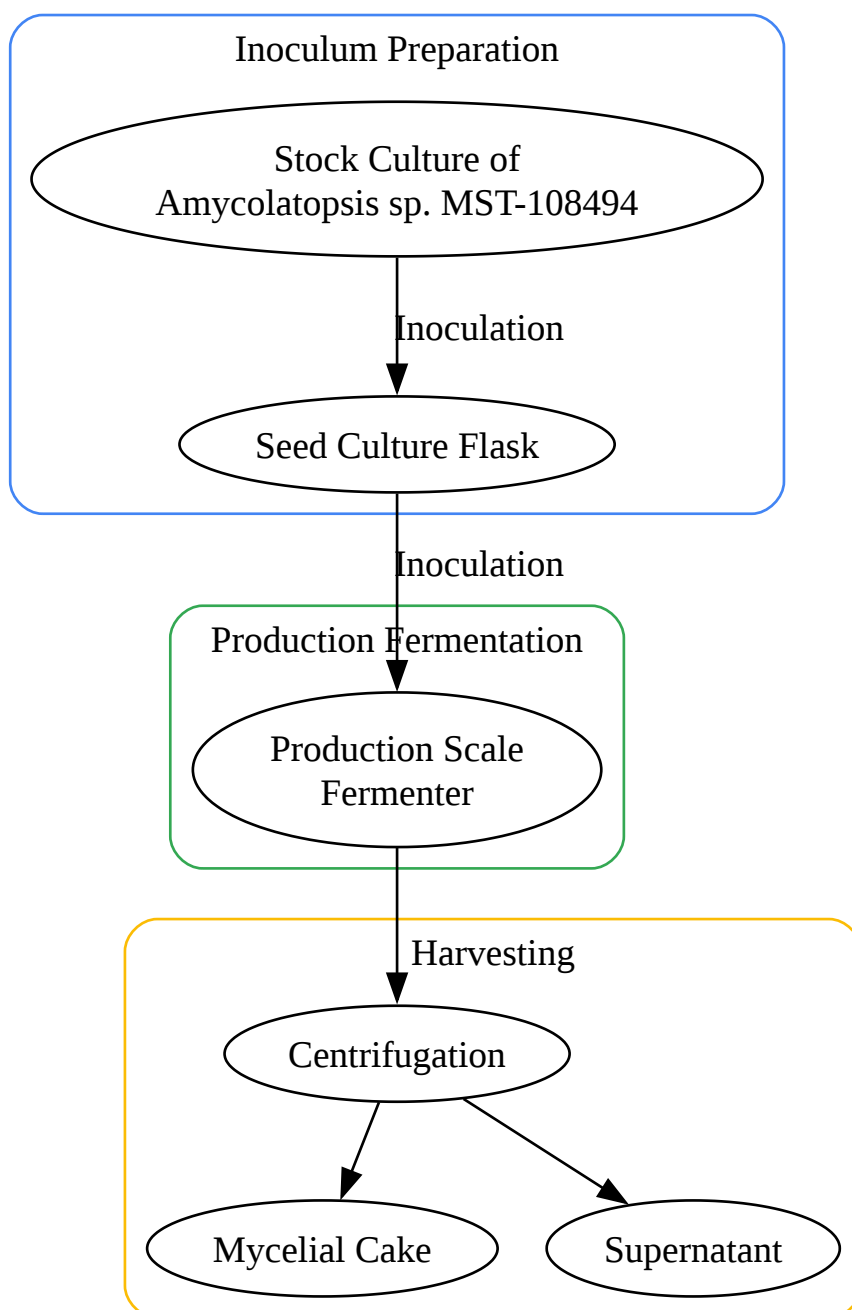 Inoculum Preparation
Stock Culture of
Amycolatopsis sp. MST-108494
Inoculation
Seed Culture Flask
Inoculation
Production Fermentation
Production Scale
Fermenter
Harvesting
Centrifugation
Mycelial Cake
Supernatant